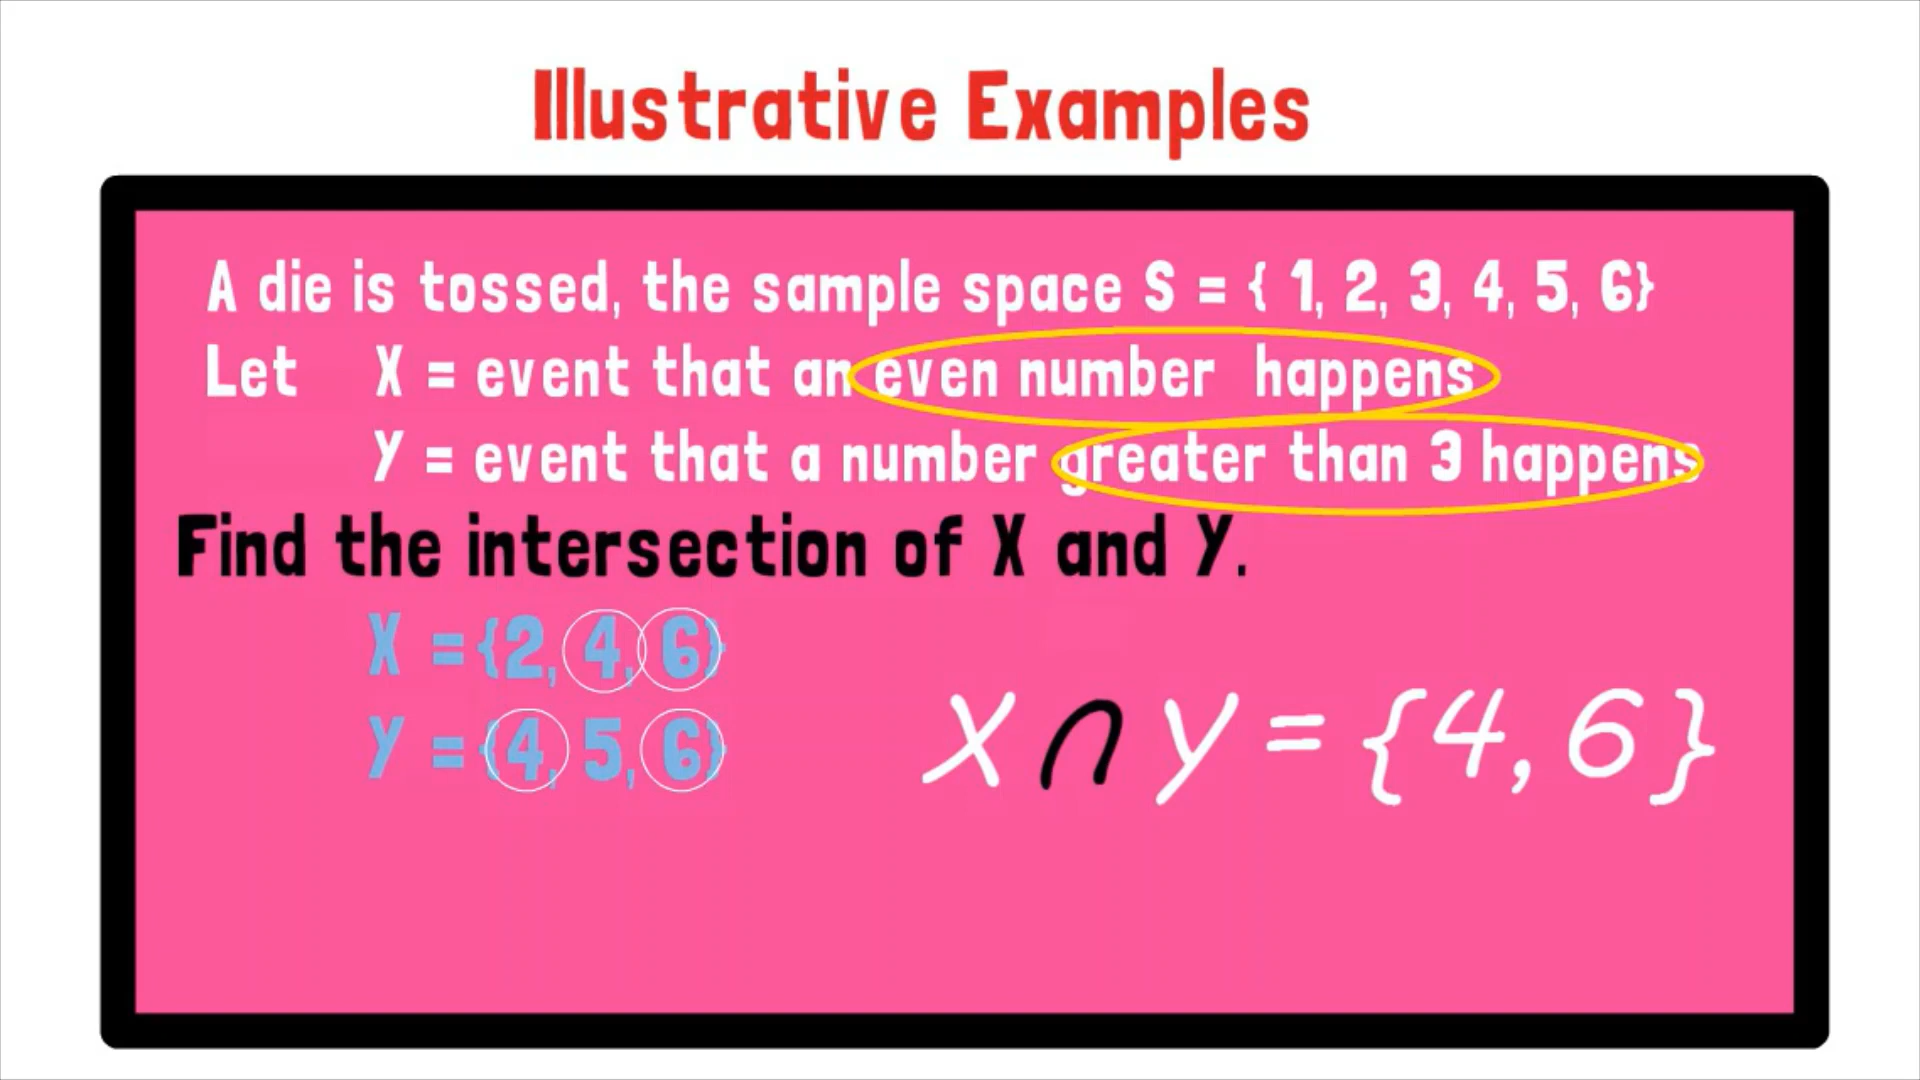 Illustrative Examples
A die is tossed, the sample space S = { 1, 2, 3, 4, 5, 6}
Let X = event that an even number happens
Y = event that a number greater than 3 happens
Find the intersection of X and Y.
X = {2, 4, 6}
Y = {4, 5, 6}
X ∩ Y = {4, 6}